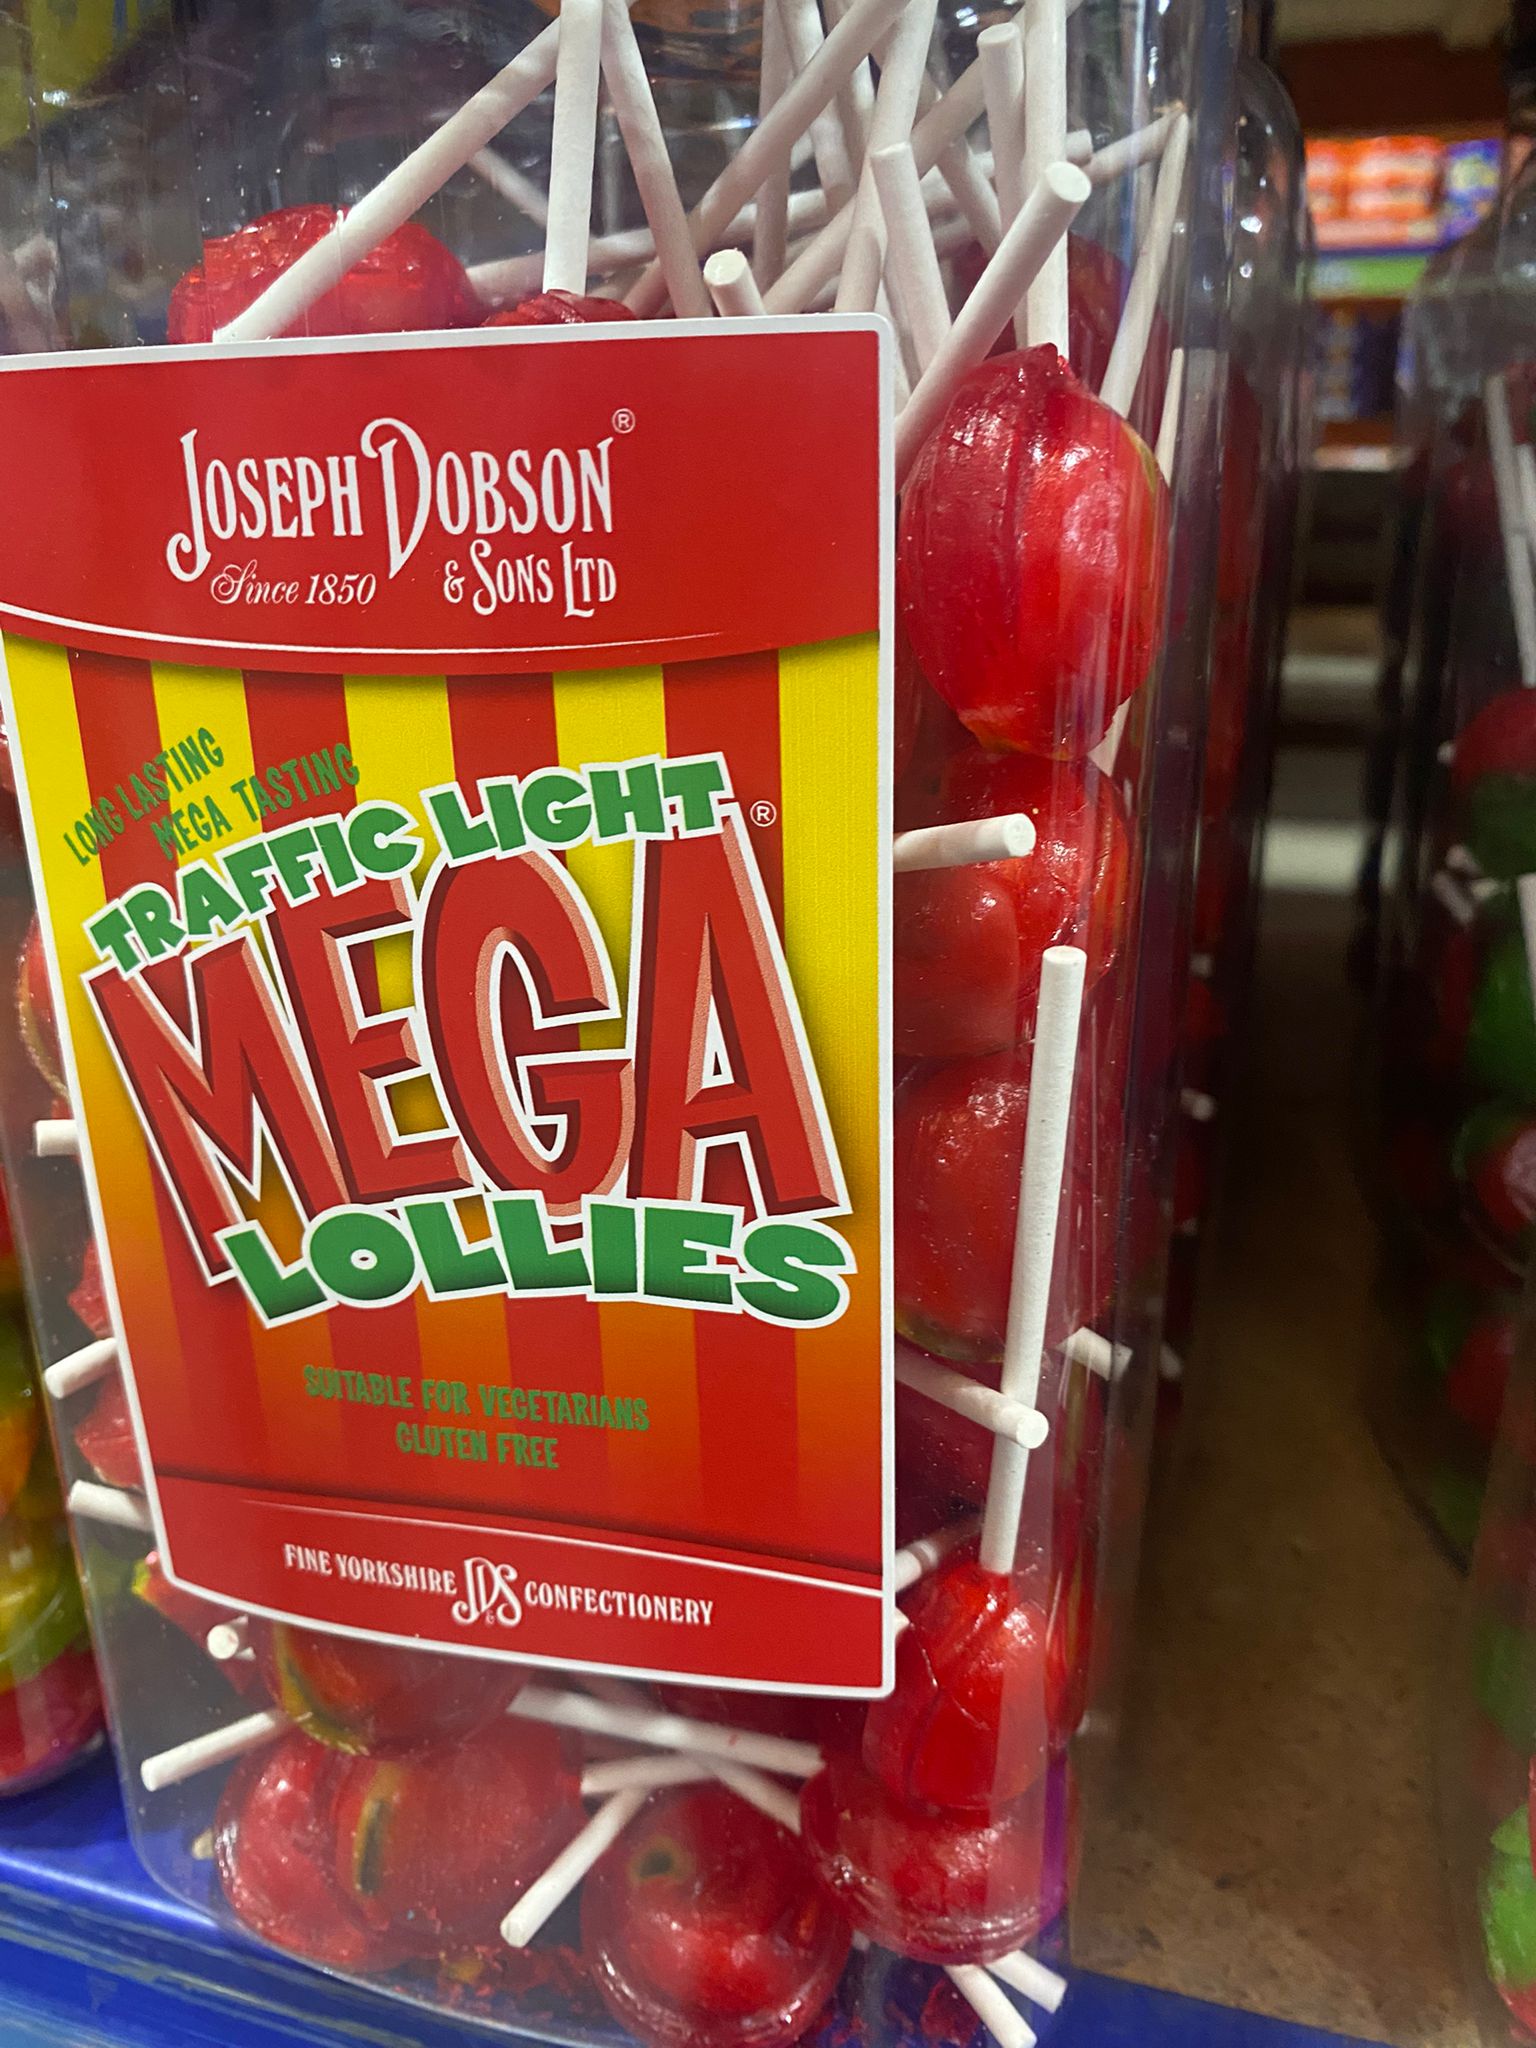 JOSEPH DOBSON®
Since 1850 & SONS LTD
LONG LASTING
MEGA TASTING
TRAFFIC LIGHT
MEGA®
LOLLIES
SUITABLE FOR VEGETARIANS
GLUTEN FREE
FINE YORKSHIRE JD&S CONFECTIONERY